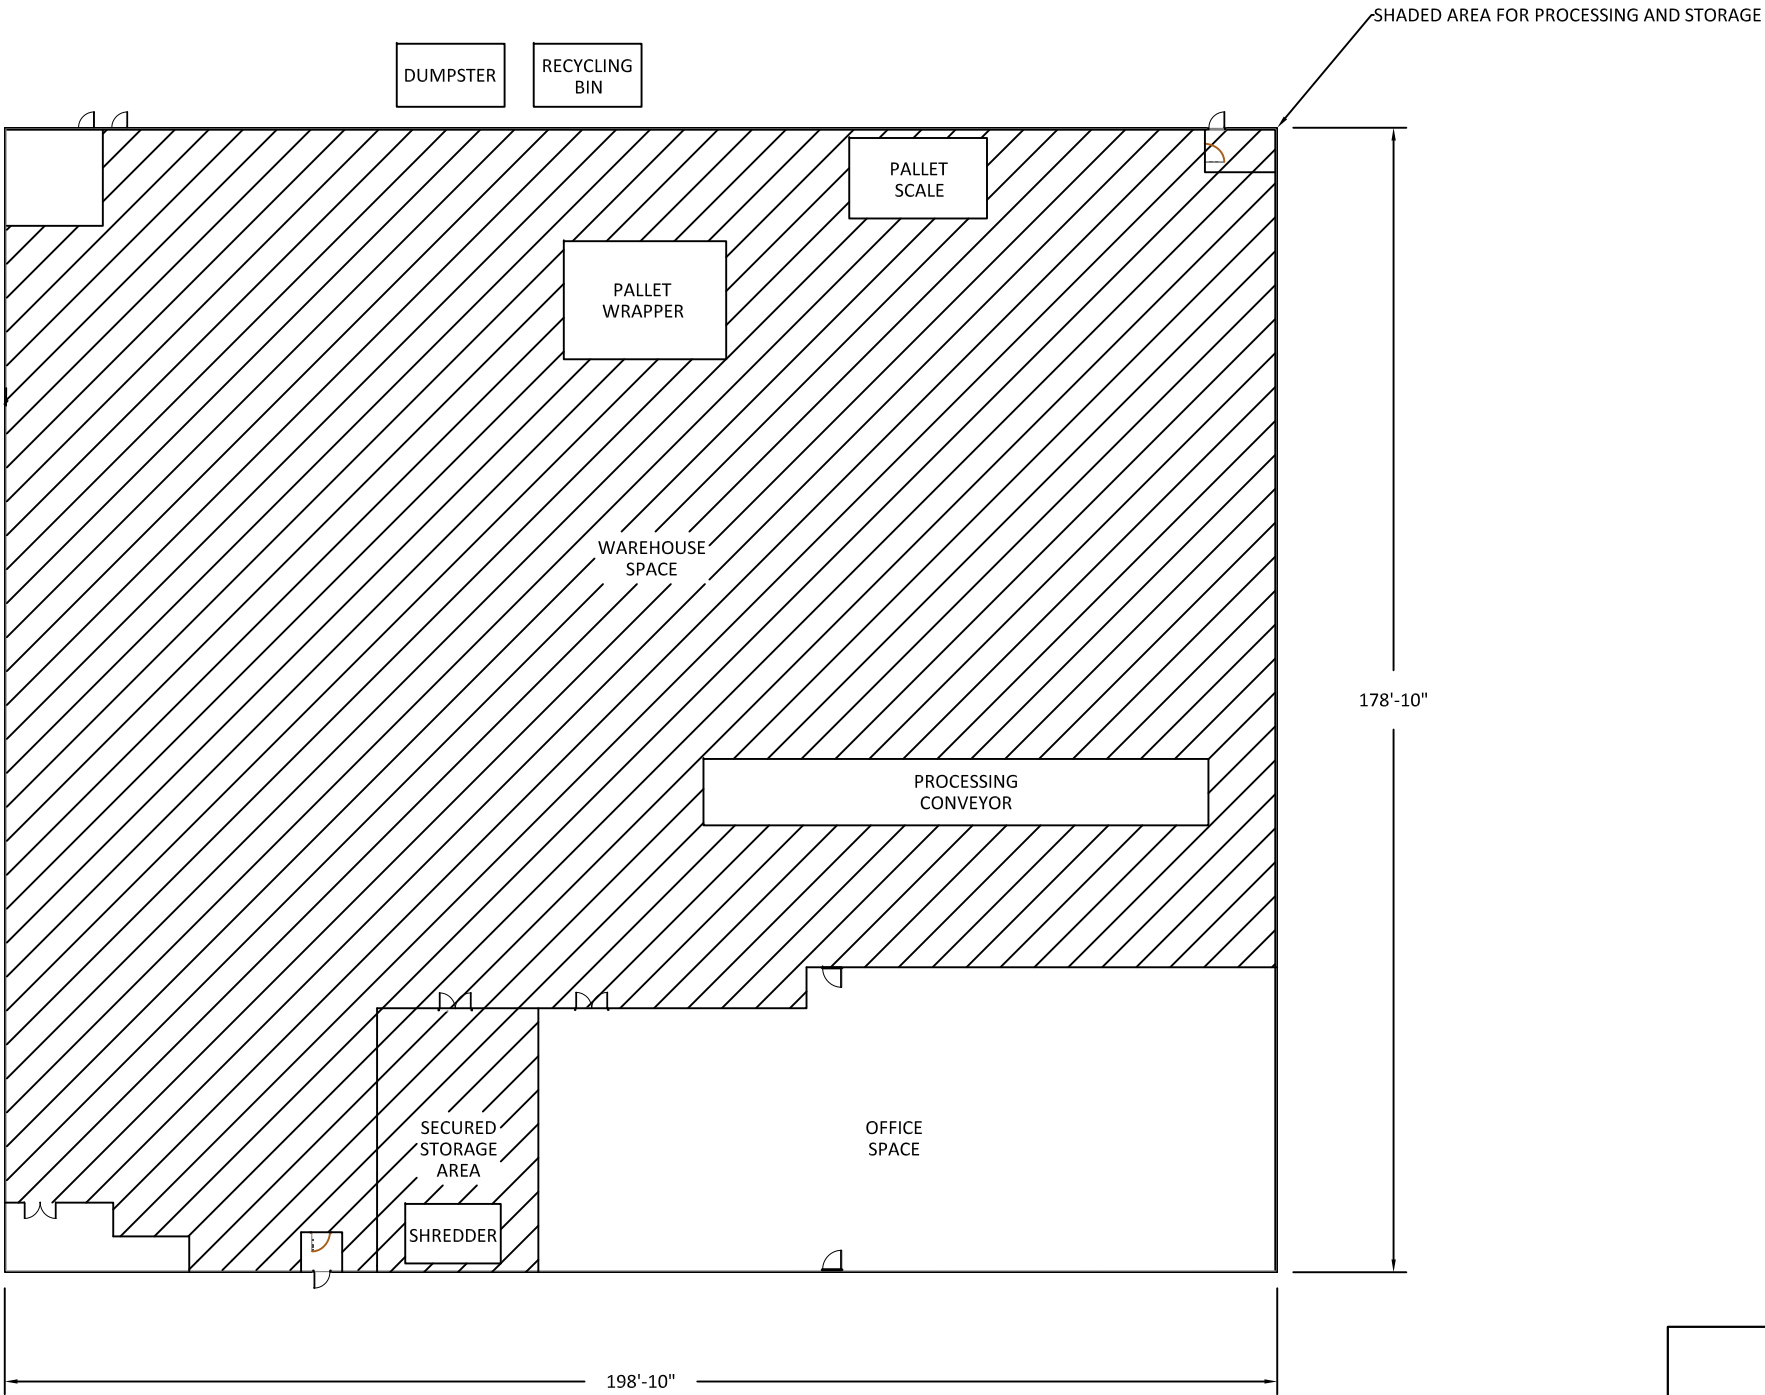 SHADED AREA FOR PROCESSING AND STORAGE
DUMPSTER
RECYCLING
BIN
PALLET
SCALE
PALLET
WRAPPER
WAREHOUSE
SPACE
178'-10"
PROCESSING
CONVEYOR
SECURED
STORAGE
AREA
OFFICE
SPACE
SHREDDER
198'-10"